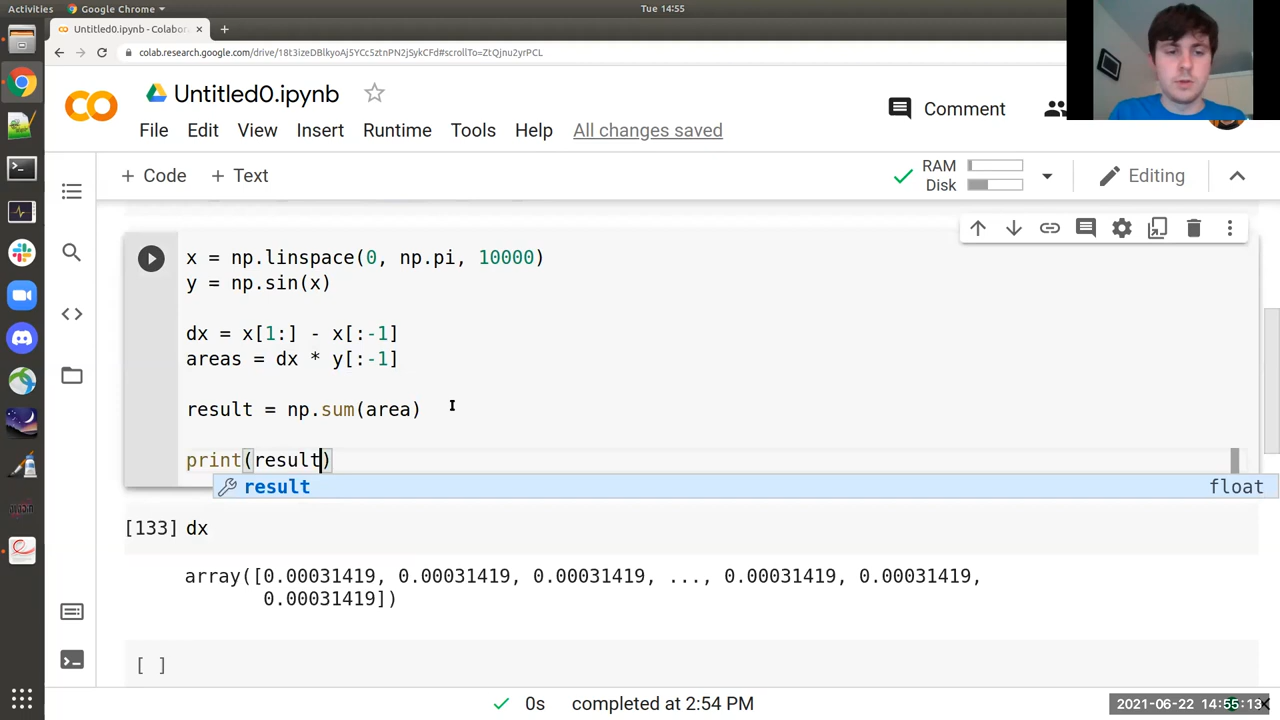 Activities Google Chrome Tue 14:55
Untitled0.ipynb - Colabor
colab.research.google.com/drive/18t3izeDBlkyoAj5YCc5ztnPN2jSykCFd#scrollTo=ZtQjnu2yrPCL
Untitled0.ipynb
Comment
File Edit View Insert Runtime Tools Help All changes saved
+ Code + Text
RAM
Disk
Editing
x = np.linspace(0, np.pi, 10000)
y = np.sin(x)
dx = x[1:] - x[:-1]
areas = dx * y[:-1]
result = np.sum(area)
print(result)
result float
[133] dx
array([0.00031419, 0.00031419, 0.00031419, ..., 0.00031419, 0.00031419,
0.00031419])
[ ]
0s completed at 2:54 PM
2021-06-22 14:55:13